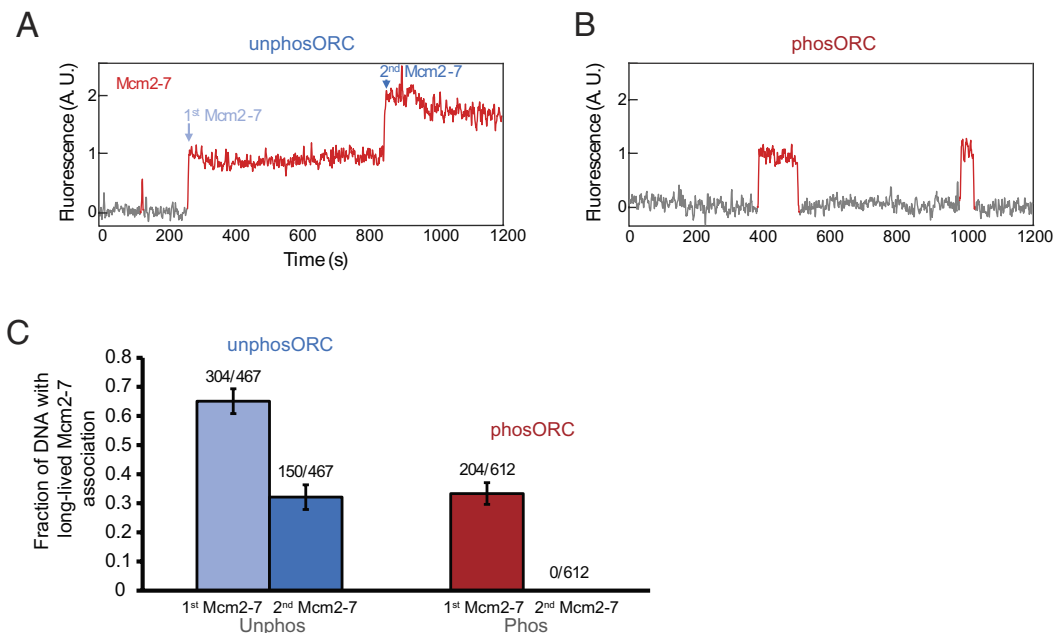 A
unphosORC
Fluorescence (A. U.)
2
1
0
Mcm2-7
1st Mcm2-7
2nd Mcm2-7
0 200 400 600 800 1000 1200
Time (s)
B
phosORC
Fluorescence (A. U.)
2
1
0
0 200 400 600 800 1000 1200
C
unphosORC
Fraction of DNA with
long-lived Mcm2-7
association
0.8
0.7
0.6
0.5
0.4
0.3
0.2
0.1
0
304/467
150/467
phosORC
204/612
0/612
1st Mcm2-7 2nd Mcm2-7 1st Mcm2-7 2nd Mcm2-7
Unphos Phos